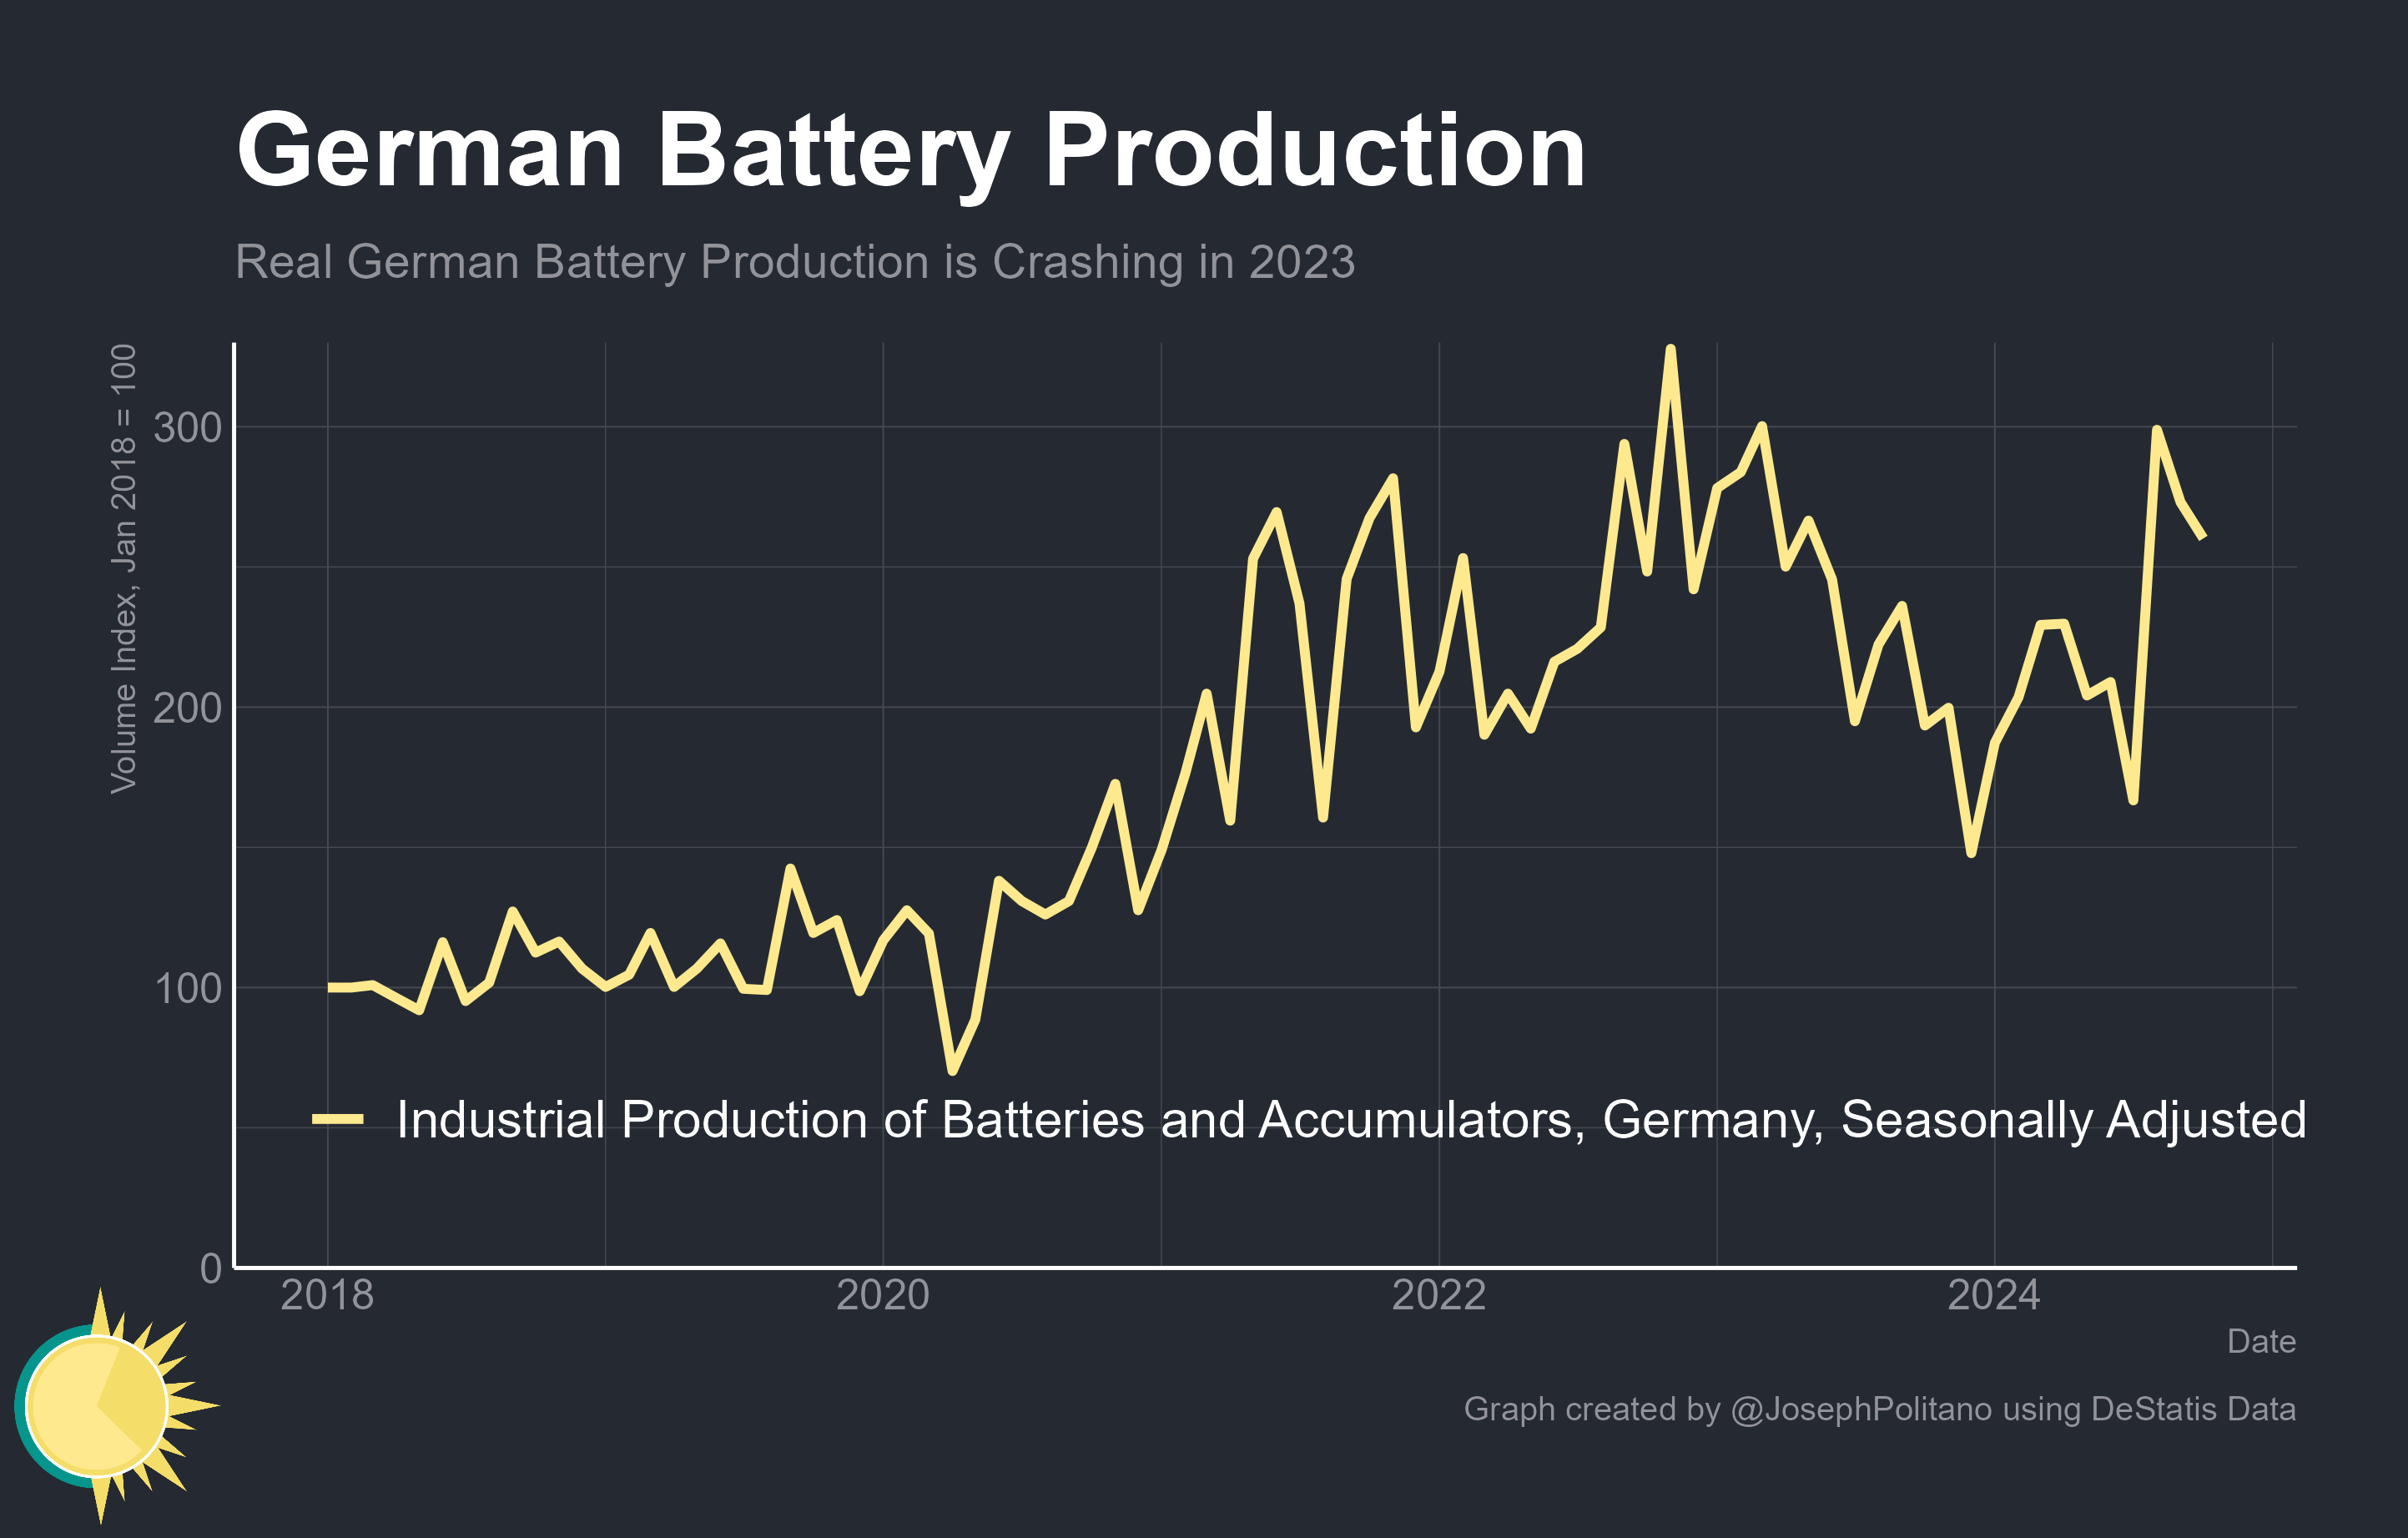 German Battery Production
Real German Battery Production is Crashing in 2023
Volume Index, Jan 2018 = 100
300
200
100
0
Industrial Production of Batteries and Accumulators, Germany, Seasonally Adjusted
2018
2020
2022
2024
Date
Graph created by @JosephPolitano using DeStatis Data